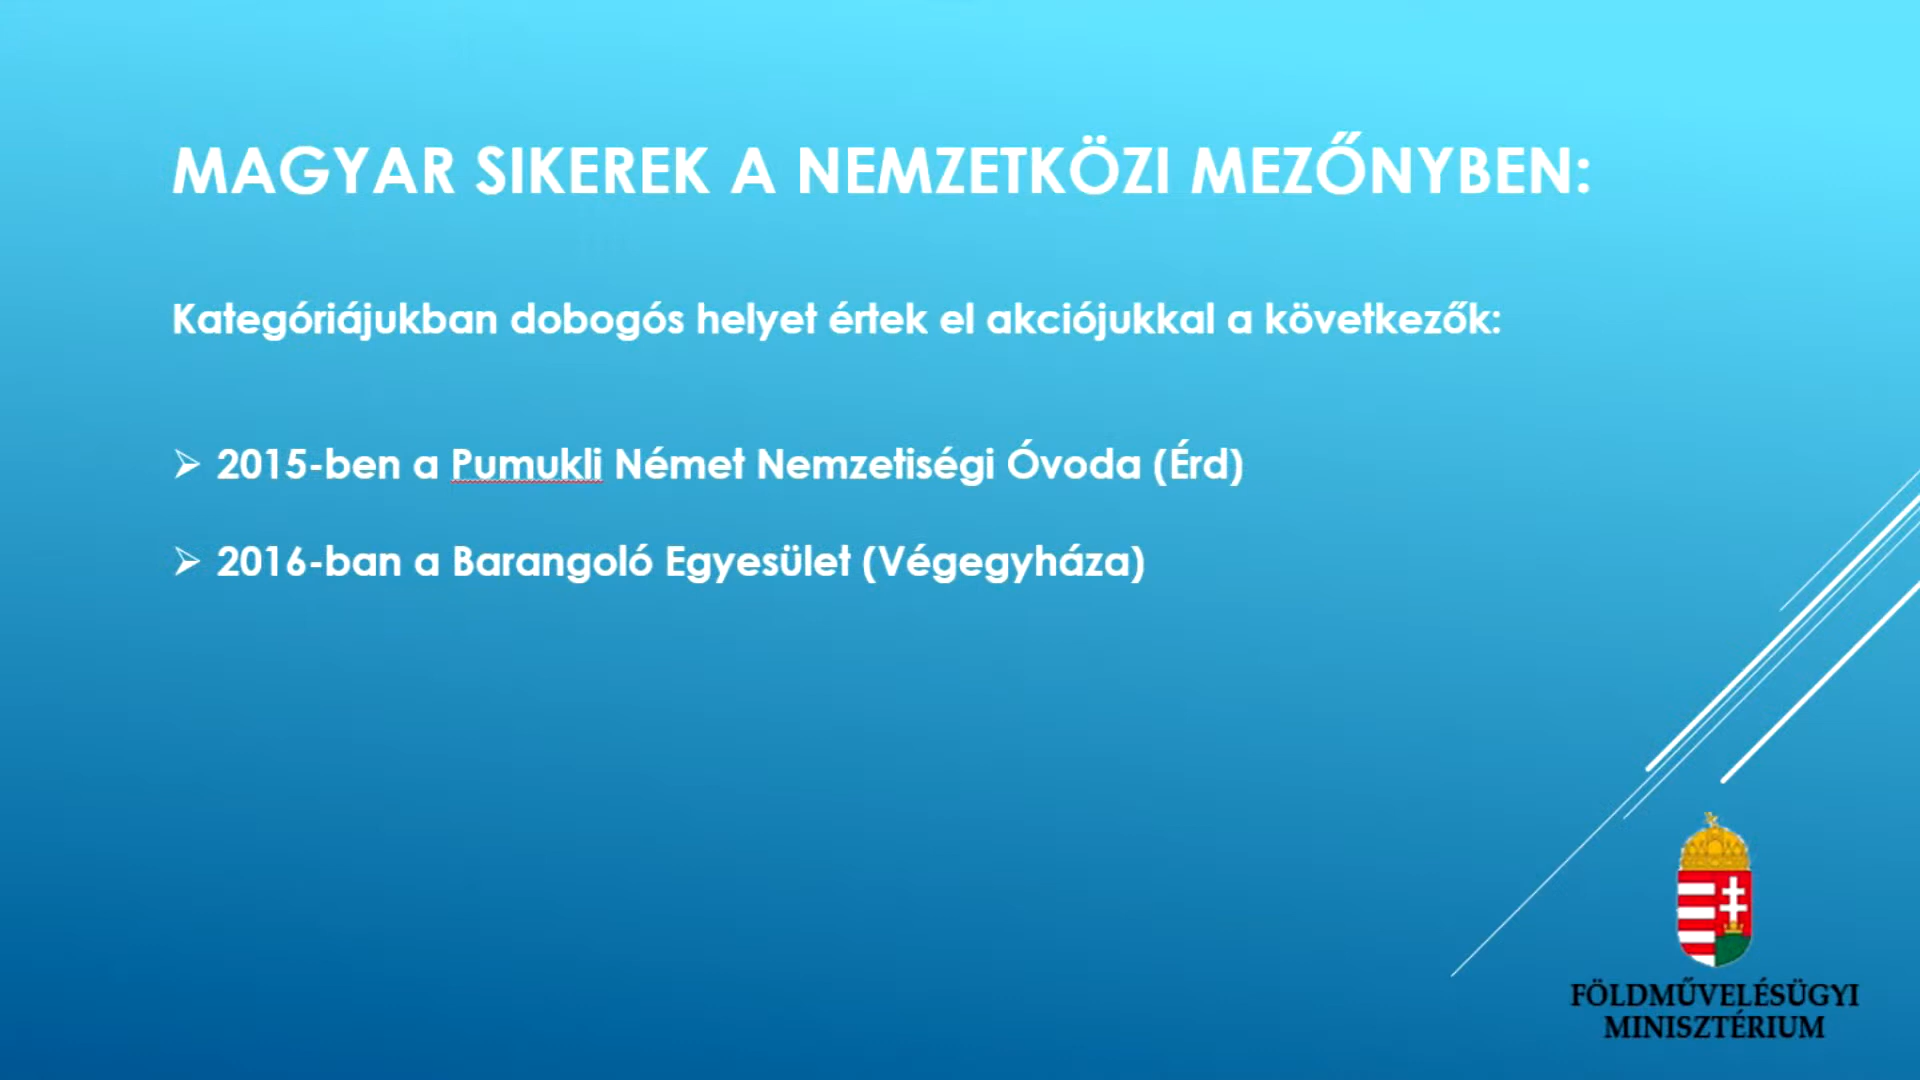 MAGYAR SIKEREK A NEMZETKÖZI MEZŐNYBEN:
Kategóriájukban dobogós helyet értek el akciójukkal a következők:
➢ 2015-ben a Pumukli Német Nemzetiségi Óvoda (Érd)
➢ 2016-ban a Barangoló Egyesület (Végegyháza)
FÖLDMŰVELÉSÜGYI
MINISZTÉRIUM